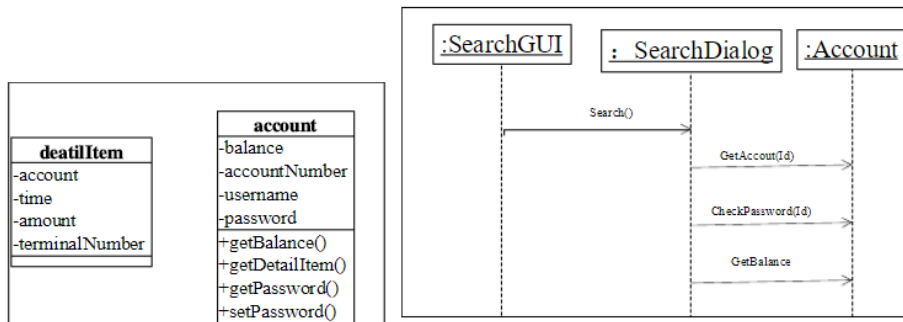 deatilItem
-account
-time
-amount
-terminalNumber
account
-balance
-accountNumber
-username
-password
+getBalance()
+getDetailItem()
+getPassword()
+setPassword()
:SearchGUI
：SearchDialog
:Account
Search()
GetAccout(Id)
CheckPassword(Id)
GetBalance